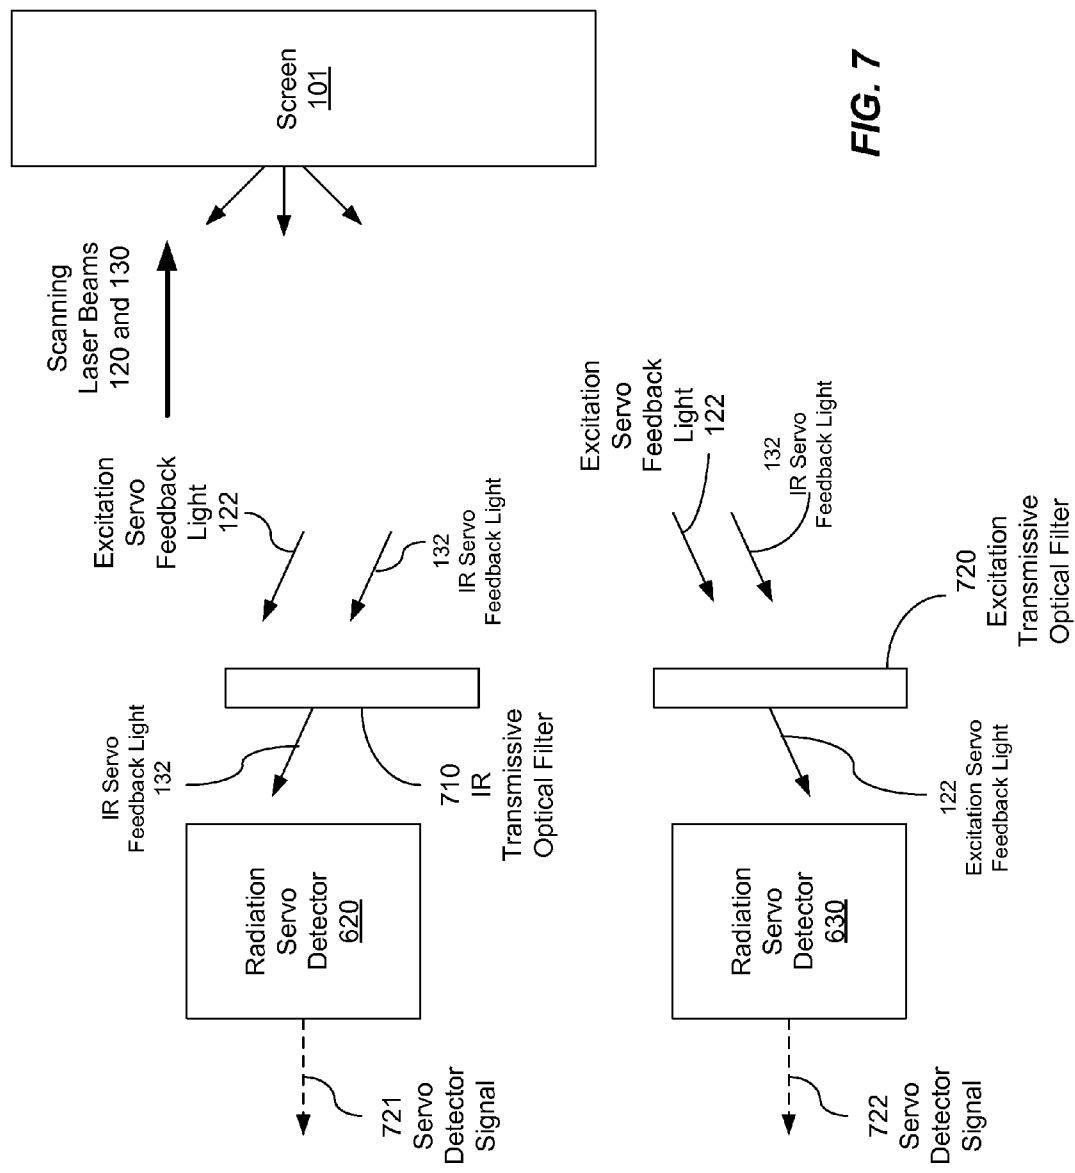 Screen
101
Scanning
Laser Beams
120 and 130
Excitation
Servo
Feedback
Light
122
132
IR Servo
Feedback Light
Excitation
Servo
Feedback
Light
122
132
IR Servo
Feedback Light
IR Servo
Feedback Light
132
710 IR
Transmissive
Optical Filter
720
Excitation
Transmissive
Optical Filter
122
Excitation Servo
Feedback Light
Radiation
Servo
Detector
620
Radiation
Servo
Detector
630
721
Servo
Detector
Signal
722
Servo
Detector
Signal
FIG. 7